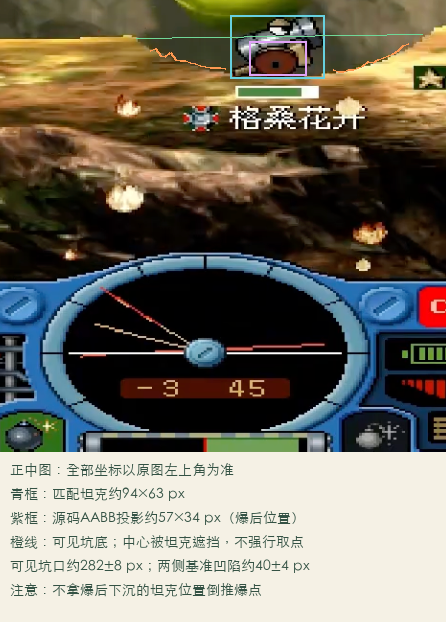 格桑花开
-3 45
正中图：全部坐标以原图左上角为准
青框：匹配坦克约94×63 px
紫框：源码AABB投影约57×34 px（爆后位置）
橙线：可见坑底；中心被坦克遮挡，不强行取点
可见坑口约282±8 px；两侧基准凹陷约40±4 px
注意：不拿爆后下沉的坦克位置倒推爆点